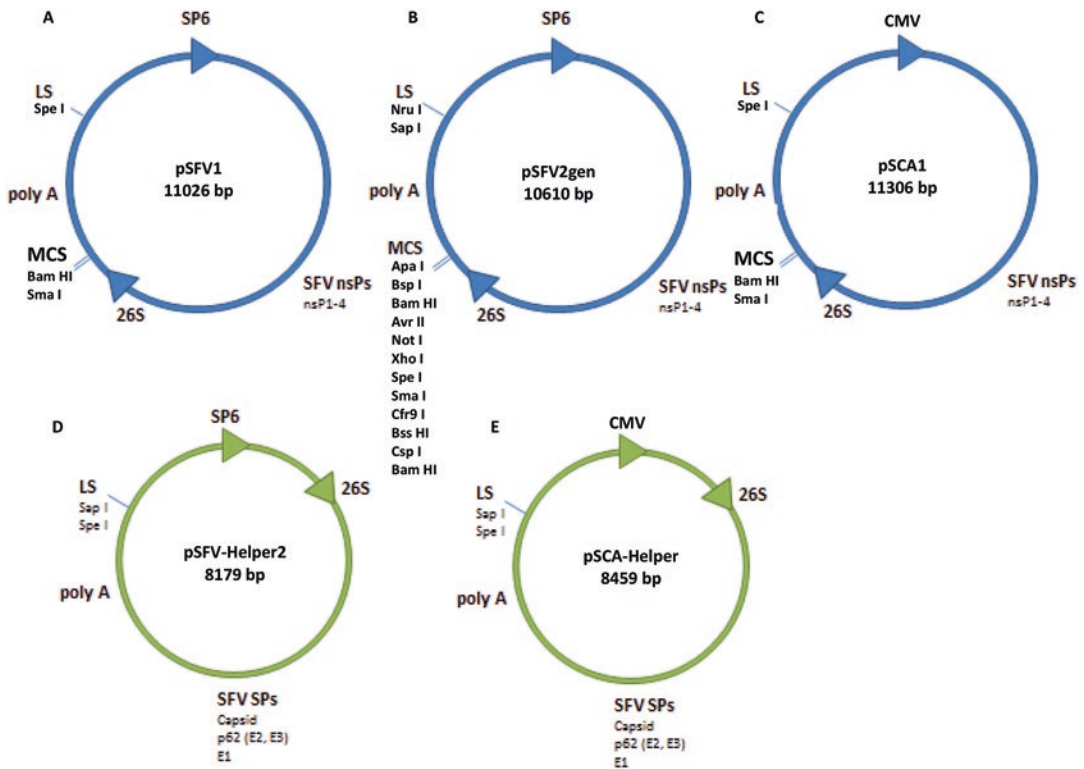 A
SP6
LS
Spe I
pSFV1
11026 bp
poly A
MCS
Bam HI
Sma I
26S
SFV nsPs
nsP1-4
B
SP6
LS
Nru I
Sap I
pSFV2gen
10610 bp
poly A
MCS
Apa I
Bsp I
Bam HI
Avr II
Not I
Xho I
Spe I
Sma I
Cfr9 I
Bss HI
Csp I
Bam HI
26S
SFV nsPs
nsP1-4
C
CMV
LS
Spe I
pSCA1
11306 bp
poly A
MCS
Bam HI
Sma I
26S
SFV nsPs
nsP1-4
D
SP6
26S
LS
Sap I
Spe I
pSFV-Helper2
8179 bp
poly A
SFV SPs
Capsid
p62 (E2, E3)
E1
E
CMV
26S
LS
Sap I
Spe I
pSCA-Helper
8459 bp
poly A
SFV SPs
Capsid
p62 (E2, E3)
E1